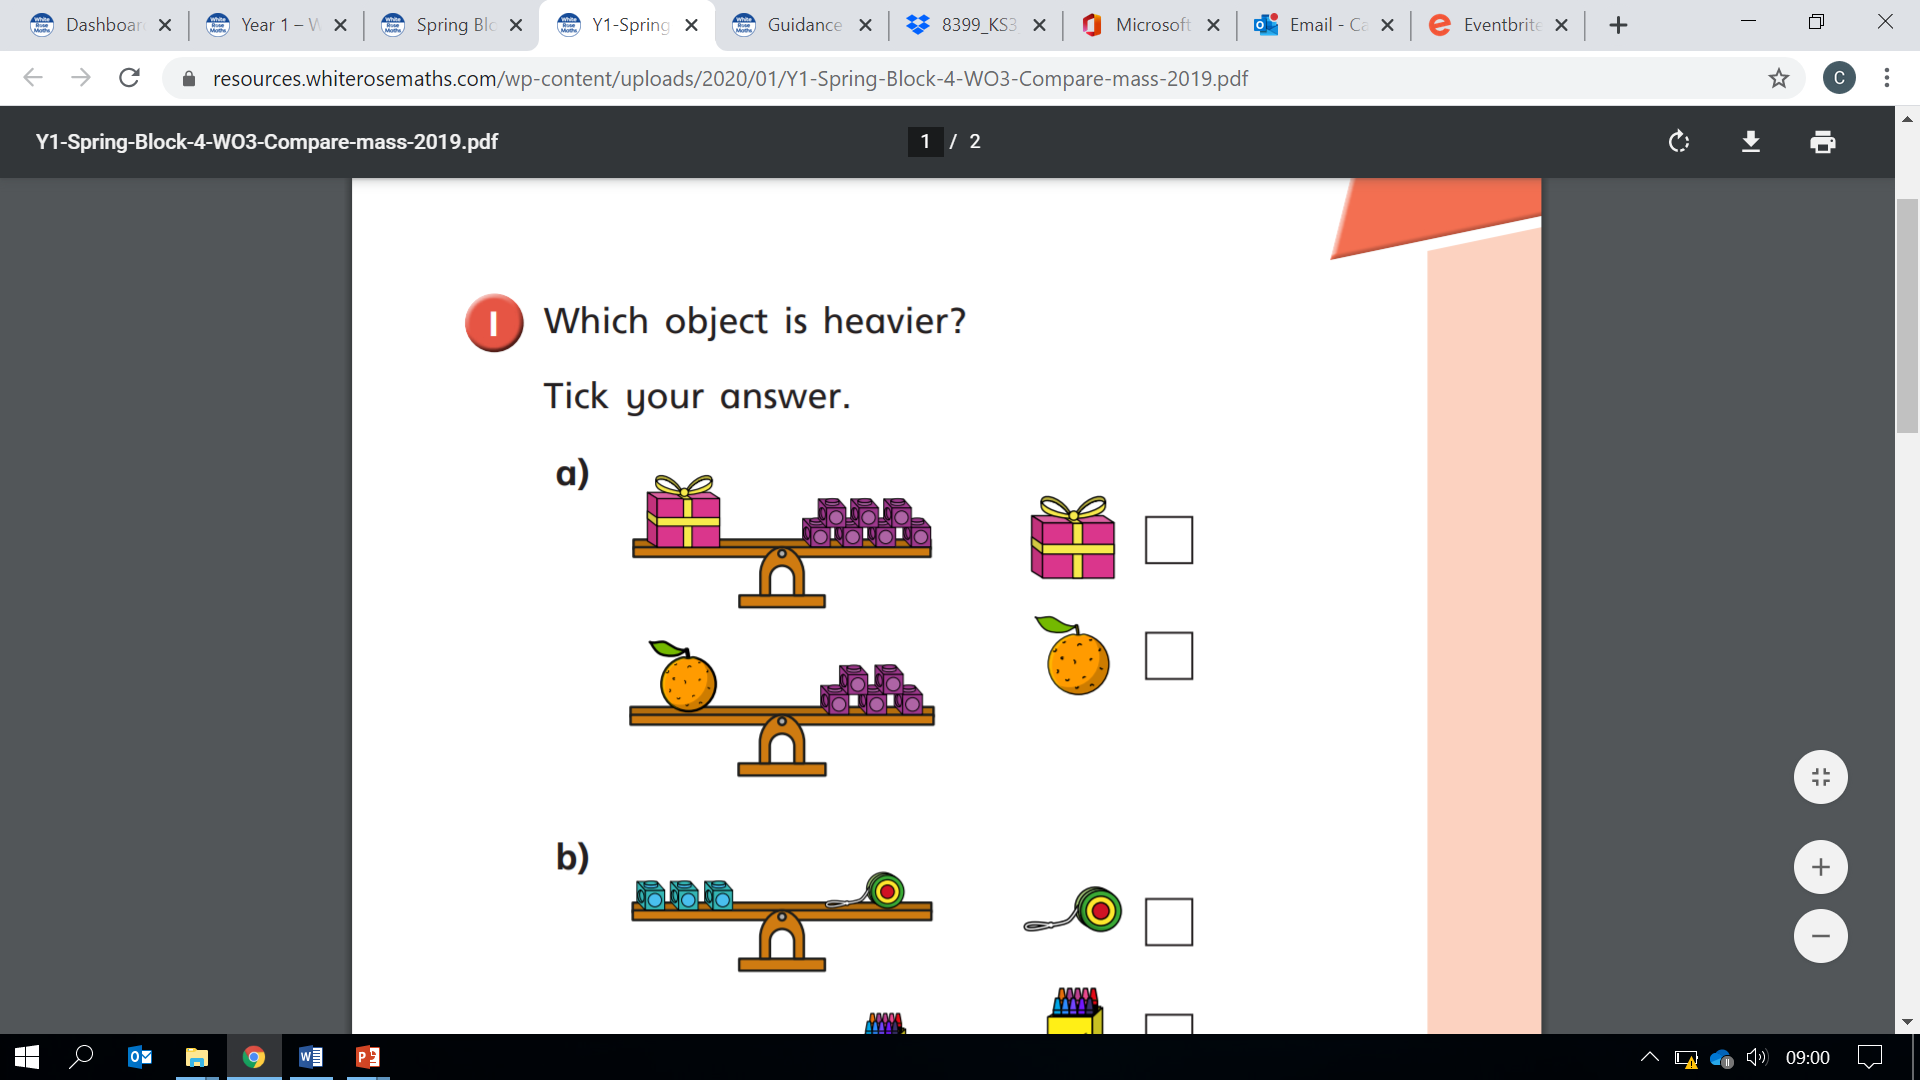 Dashboar
Year 1 – W
Spring Blo
Y1-Spring
Guidance
8399_KS3
Microsoft
Email - Ca
Eventbrite
resources.whiterosemaths.com/wp-content/uploads/2020/01/Y1-Spring-Block-4-WO3-Compare-mass-2019.pdf
C
Y1-Spring-Block-4-WO3-Compare-mass-2019.pdf
1 / 2
1 Which object is heavier?
Tick your answer.
a)
b)
09:00